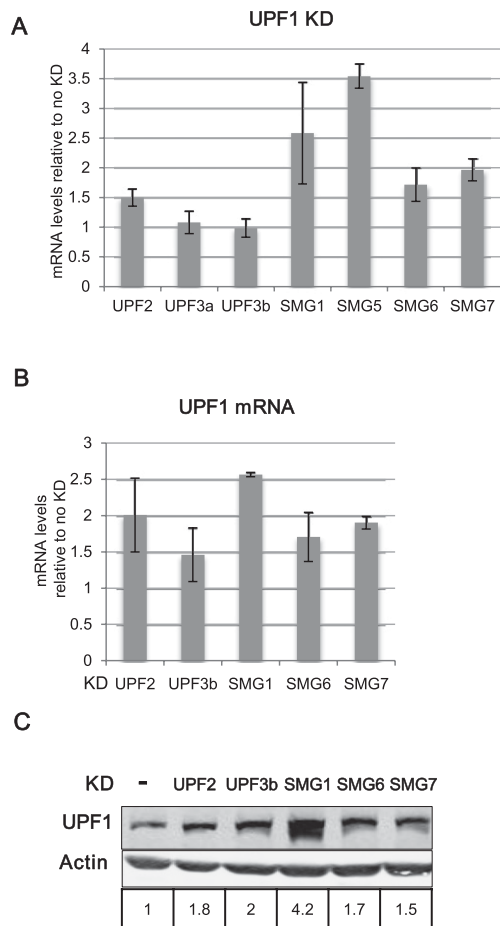 A
UPF1 KD
mRNA levels relative to no KD
4
3.5
3
2.5
2
1.5
1
0.5
0
UPF2 UPF3a UPF3b SMG1 SMG5 SMG6 SMG7
B
UPF1 mRNA
mRNA levels
relative to no KD
3
2.5
2
1.5
1
0.5
0
KD UPF2 UPF3b SMG1 SMG6 SMG7
C
KD - UPF2 UPF3b SMG1 SMG6 SMG7
UPF1
Actin
1 1.8 2 4.2 1.7 1.5